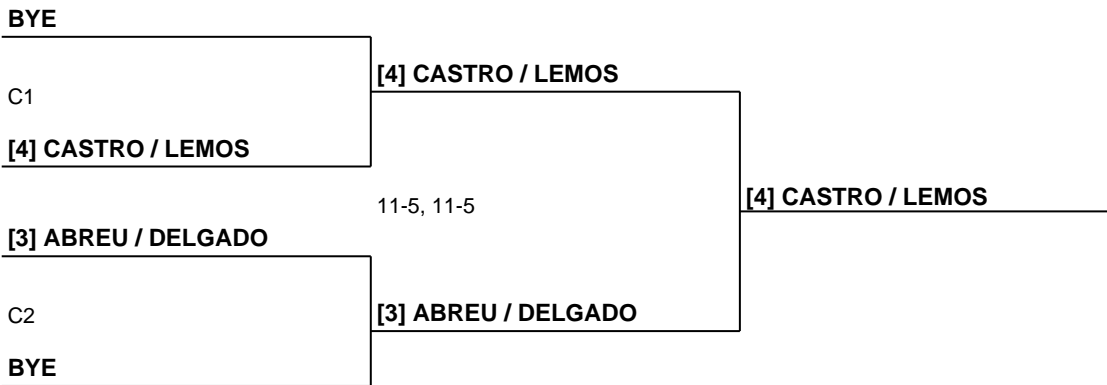 BYE
[4] CASTRO / LEMOS
C1
[4] CASTRO / LEMOS
11-5, 11-5
[4] CASTRO / LEMOS
[3] ABREU / DELGADO
C2
[3] ABREU / DELGADO
BYE